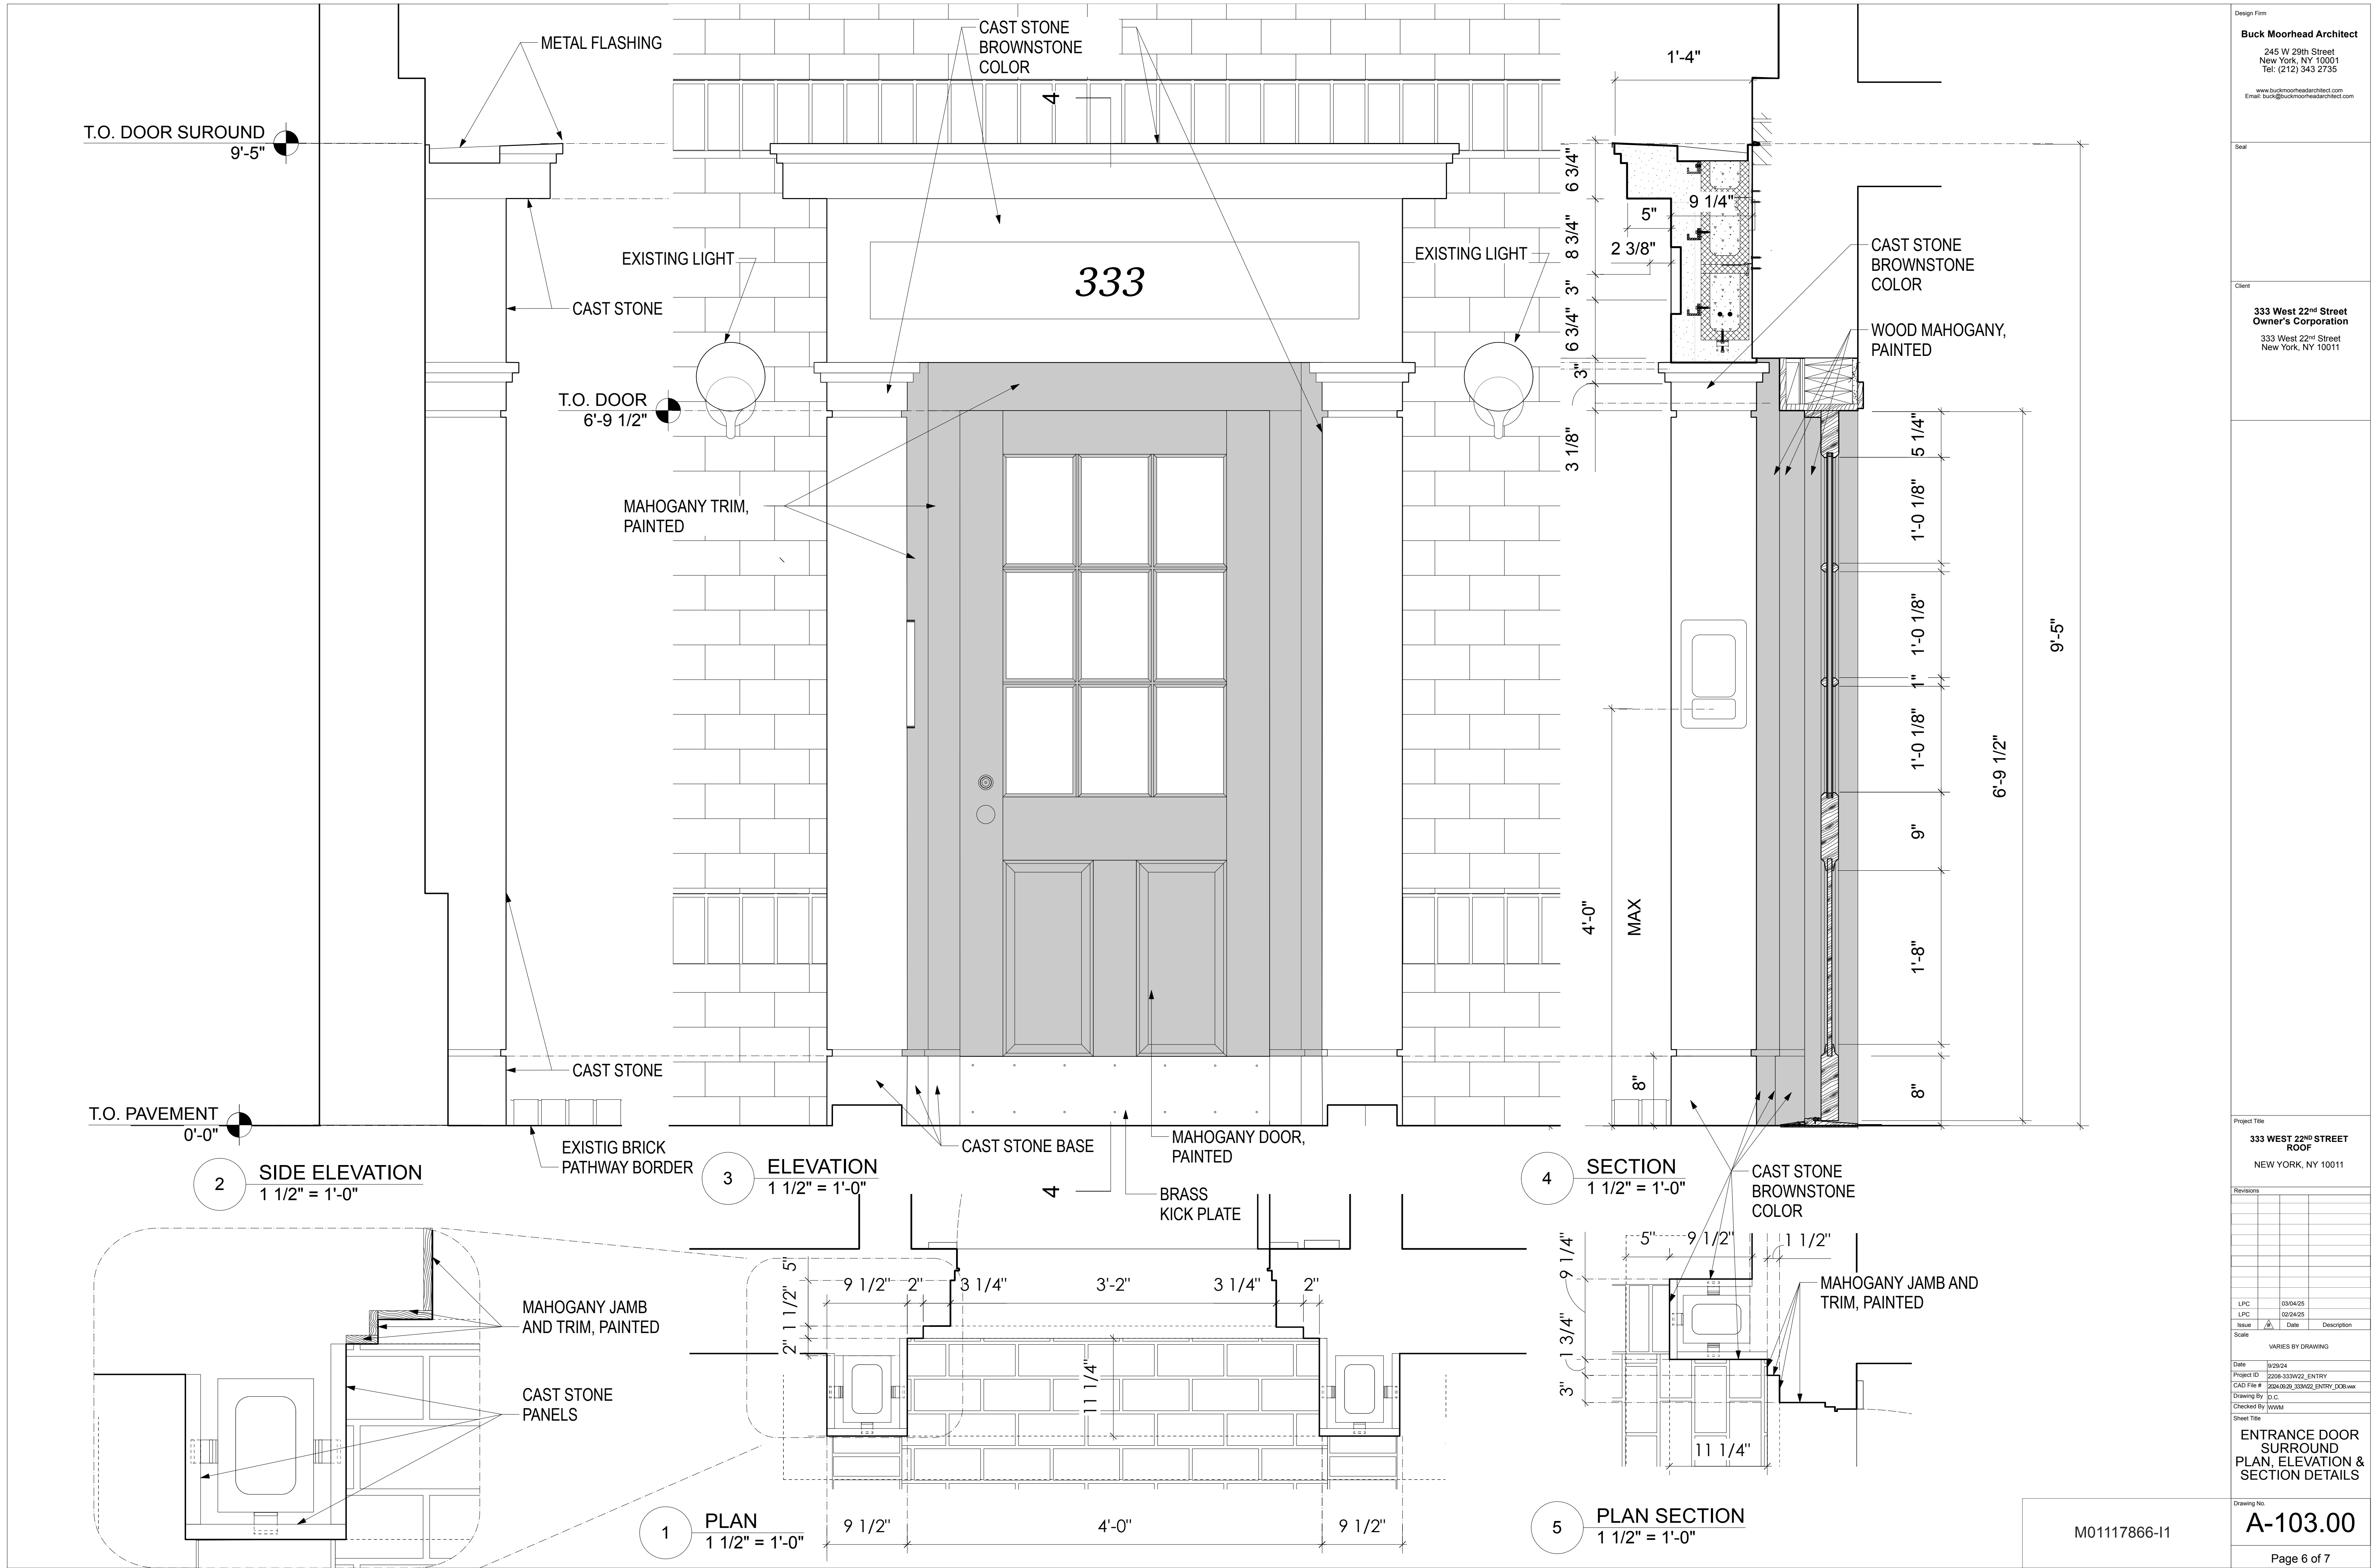 METAL FLASHING
T.O. DOOR SUROUND
9'-5"
CAST STONE
EXISTING LIGHT
T.O. DOOR
6'-9 1/2"
MAHOGANY TRIM,
PAINTED
CAST STONE
T.O. PAVEMENT
0'-0"
EXISTIG BRICK
PATHWAY BORDER
2
SIDE ELEVATION
1 1/2" = 1'-0"
CAST STONE
BROWNSTONE
COLOR
4
333
EXISTING LIGHT
CAST STONE BASE
MAHOGANY DOOR,
PAINTED
BRASS
KICK PLATE
4
3
ELEVATION
1 1/2" = 1'-0"
1'-4"
6 3/4"
8 3/4"
3"
6 3/4"
3"
3 1/8"
9 1/4"
5"
2 3/8"
CAST STONE
BROWNSTONE
COLOR
WOOD MAHOGANY,
PAINTED
5 1/4"
1'-0 1/8"
1'-0 1/8"
1"
1'-0 1/8"
9"
1'-8"
8"
6'-9 1/2"
9'-5"
4'-0"
MAX
8"
4
SECTION
1 1/2" = 1'-0"
CAST STONE
BROWNSTONE
COLOR
MAHOGANY JAMB
AND TRIM, PAINTED
CAST STONE
PANELS
5"
1 1/2"
2"
9 1/2"
2"
3 1/4"
3'-2"
3 1/4"
2"
11 1/4"
9 1/2"
4'-0"
9 1/2"
1
PLAN
1 1/2" = 1'-0"
9 1/4"
1 3/4"
3"
5"
9 1/2"
1 1/2"
MAHOGANY JAMB AND
TRIM, PAINTED
11 1/4"
5
PLAN SECTION
1 1/2" = 1'-0"
M01117866-I1
Design Firm
Buck Moorhead Architect
245 W 29th Street
New York, NY 10001
Tel: (212) 343 2735
www.buckmoorheadarchitect.com
Email: buck@buckmoorheadarchitect.com
Seal
Client
333 West 22nd Street
Owner's Corporation
333 West 22nd Street
New York, NY 10011
Project Title
333 WEST 22ND STREET
ROOF
NEW YORK, NY 10011
Revisions
LPC 03/04/25
LPC 02/24/25
Issue # Date Description
Scale
VARIES BY DRAWING
Date 9/29/24
Project ID 2208-333W22_ENTRY
CAD File # 2024.09.29_333W22_ENTRY_DOB.vwx
Drawing By D.C.
Checked By WWM
Sheet Title
ENTRANCE DOOR
SURROUND
PLAN, ELEVATION &
SECTION DETAILS
Drawing No.
A-103.00
Page 6 of 7